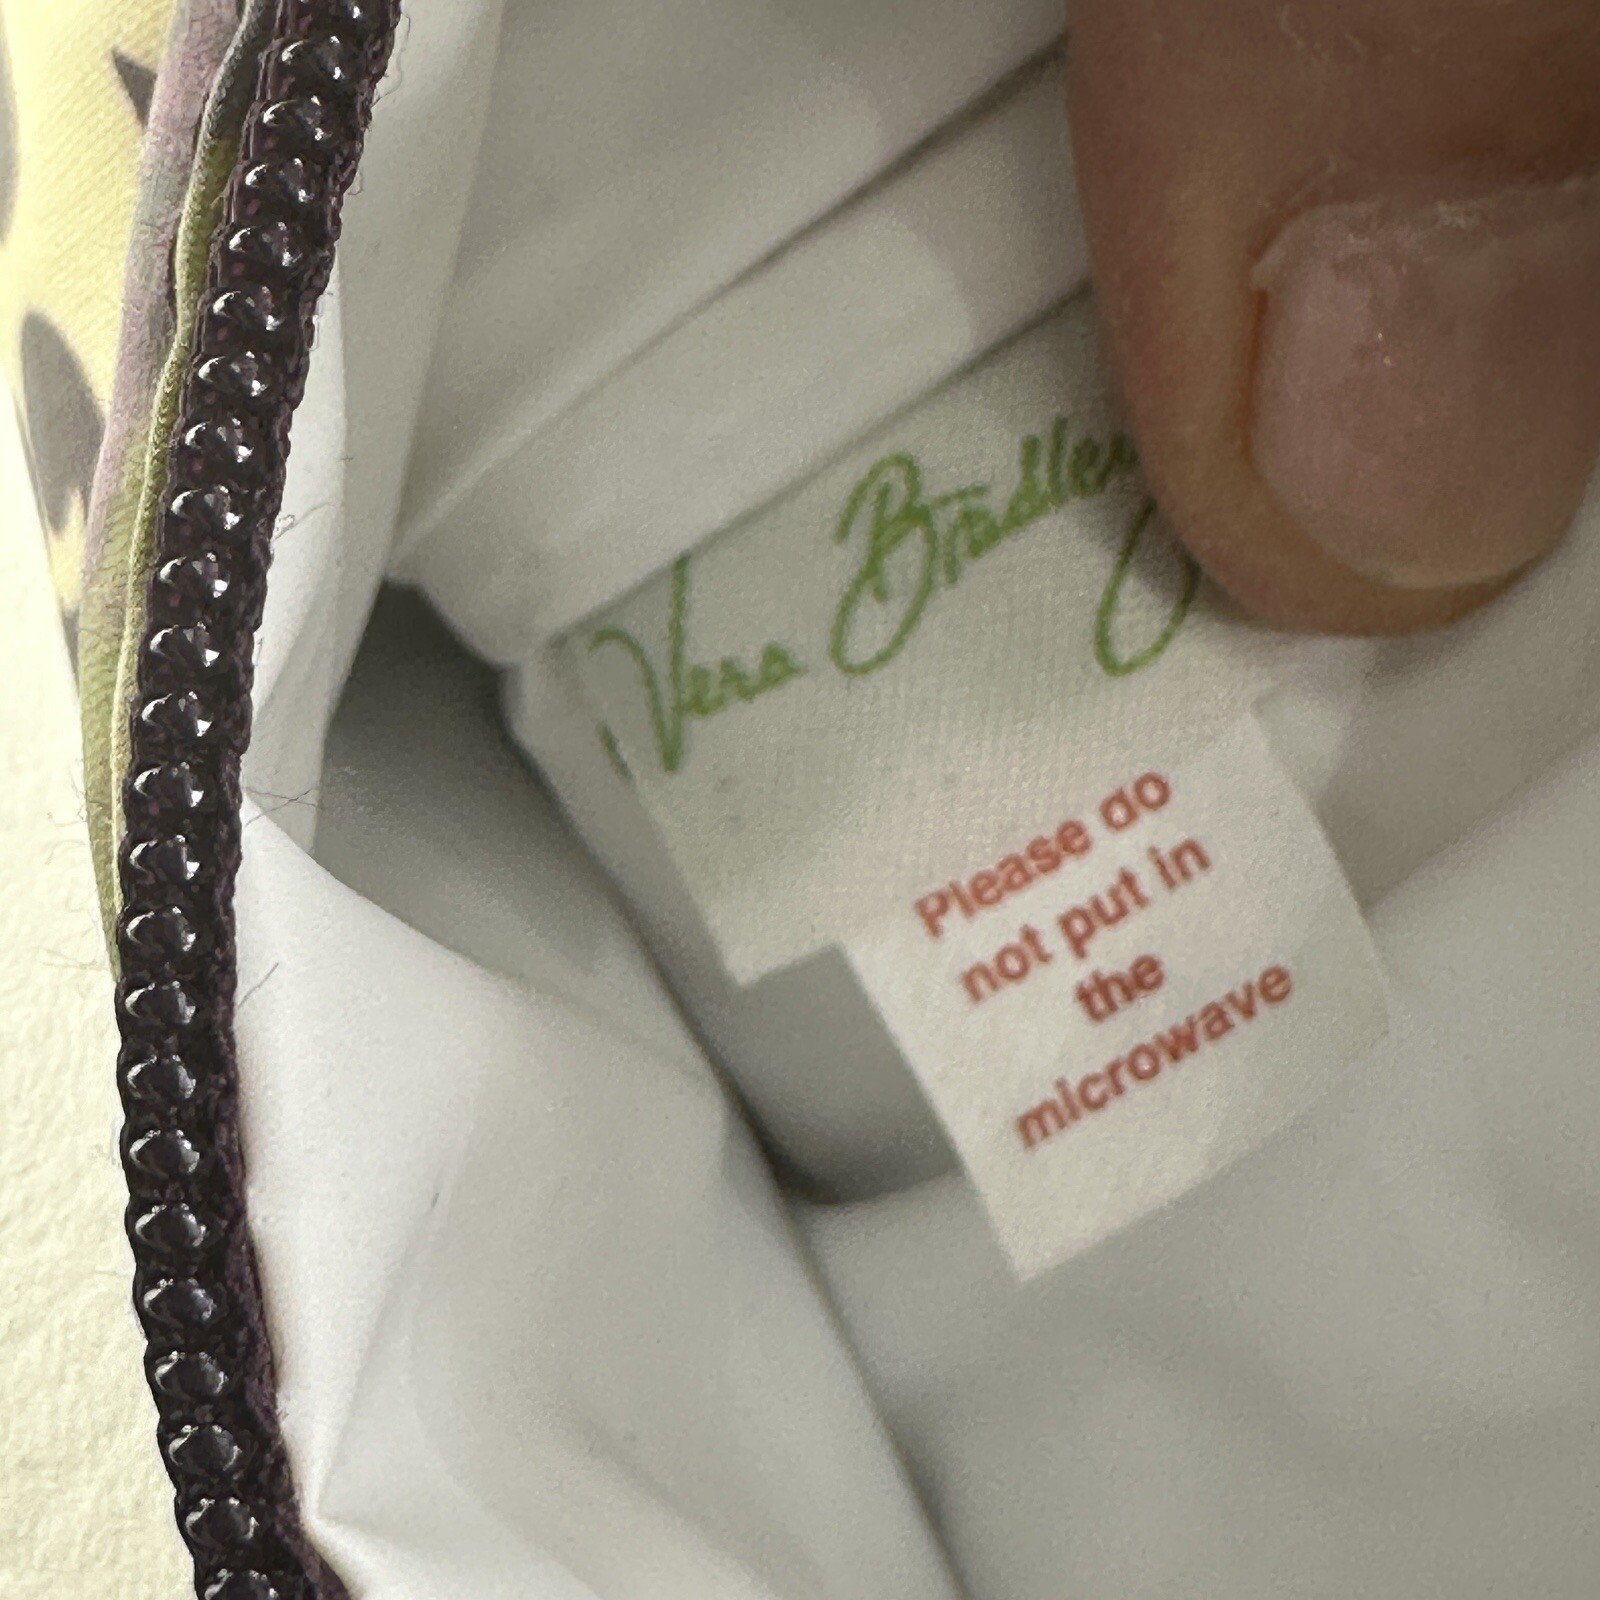 Vera Bradley
Please do
not put in
the
microwave